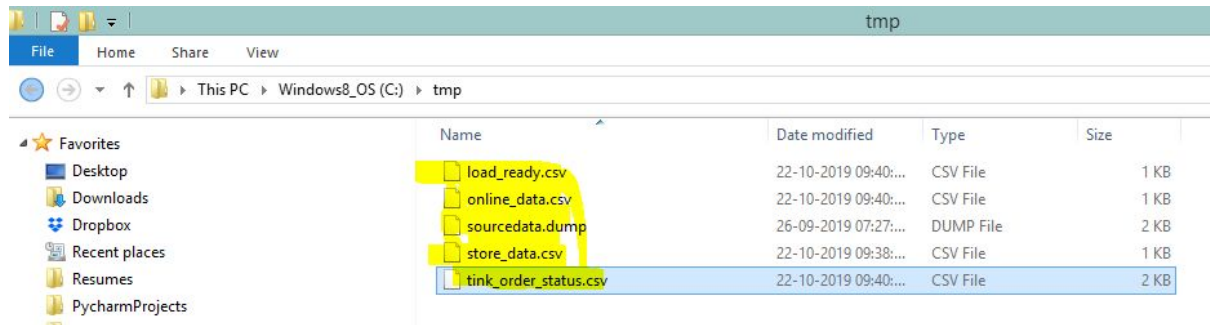 tmp
File Home Share View
This PC Windows8_OS (C:) tmp
Name Date modified Type Size
Favorites
Desktop load_ready.csv 22-10-2019 09:40:... CSV File 1 KB
Downloads online_data.csv 22-10-2019 09:40:... CSV File 1 KB
Dropbox sourcedata.dump 26-09-2019 07:27:... DUMP File 2 KB
Recent places store_data.csv 22-10-2019 09:38:... CSV File 1 KB
Resumes tink_order_status.csv 22-10-2019 09:40:... CSV File 2 KB
PycharmProjects